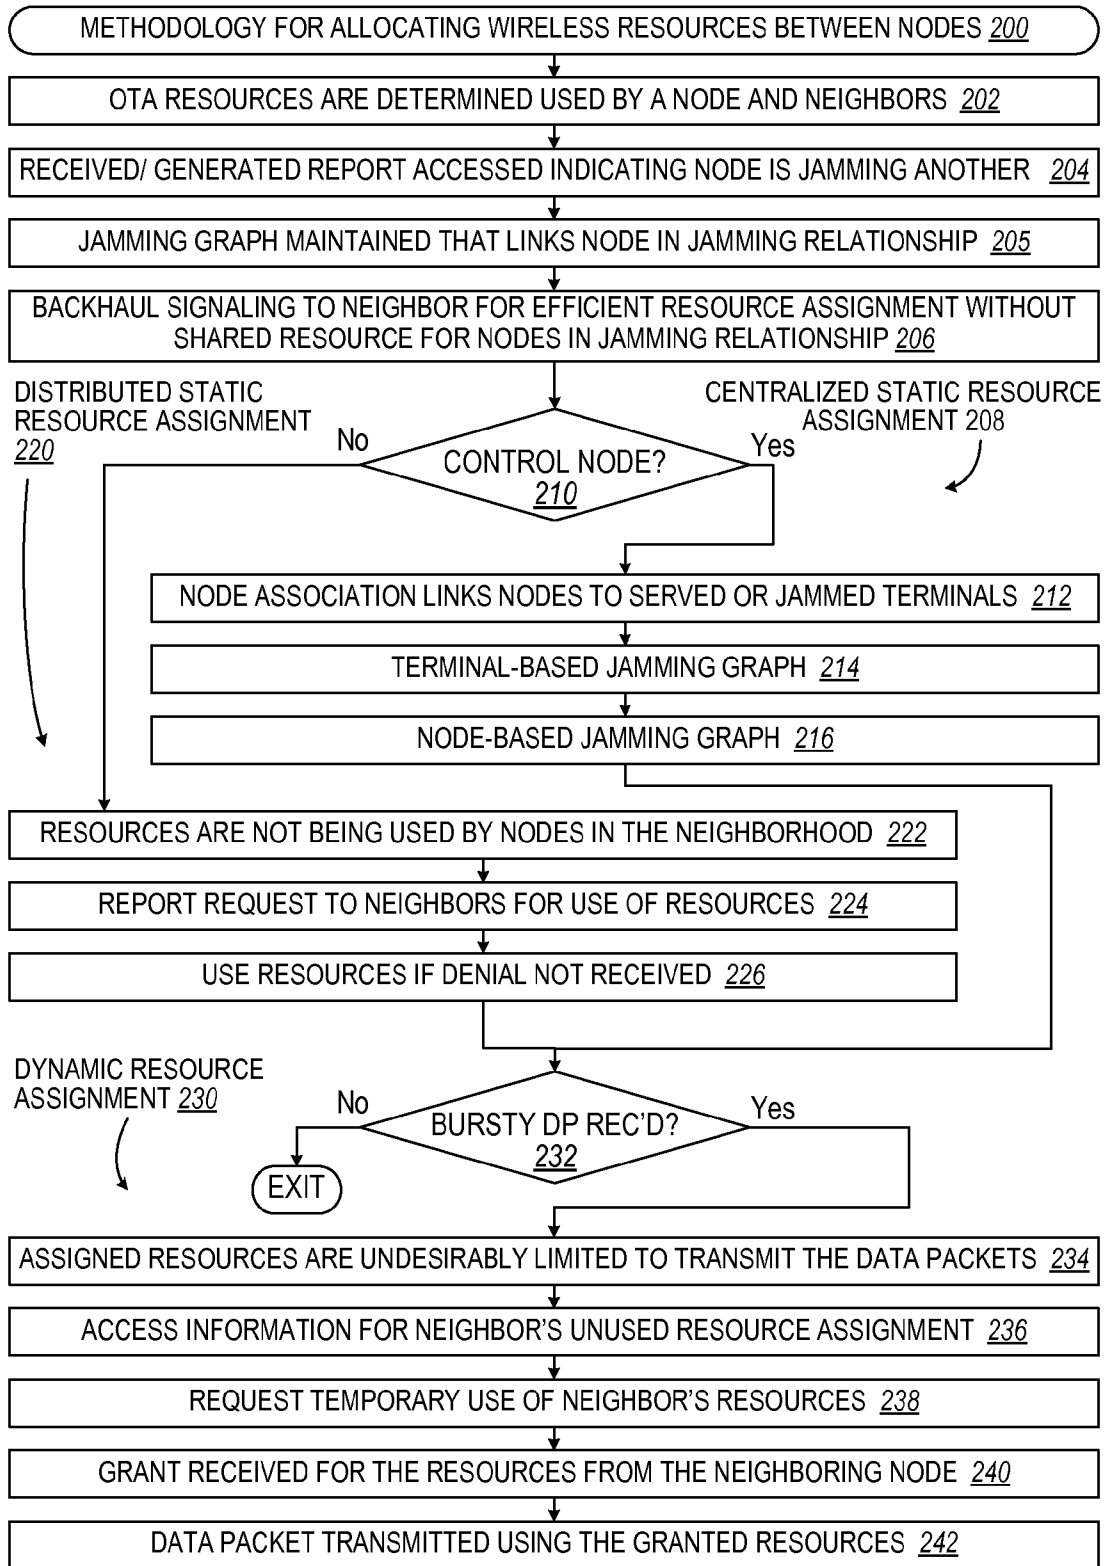 METHODOLOGY FOR ALLOCATING WIRELESS RESOURCES BETWEEN NODES 200
OTA RESOURCES ARE DETERMINED USED BY A NODE AND NEIGHBORS 202
RECEIVED/ GENERATED REPORT ACCESSED INDICATING NODE IS JAMMING ANOTHER 204
JAMMING GRAPH MAINTAINED THAT LINKS NODE IN JAMMING RELATIONSHIP 205
BACKHAUL SIGNALING TO NEIGHBOR FOR EFFICIENT RESOURCE ASSIGNMENT WITHOUT
SHARED RESOURCE FOR NODES IN JAMMING RELATIONSHIP 206
DISTRIBUTED STATIC
RESOURCE ASSIGNMENT
220
CENTRALIZED STATIC RESOURCE
ASSIGNMENT 208
No
Yes
CONTROL NODE?
210
NODE ASSOCIATION LINKS NODES TO SERVED OR JAMMED TERMINALS 212
TERMINAL-BASED JAMMING GRAPH 214
NODE-BASED JAMMING GRAPH 216
RESOURCES ARE NOT BEING USED BY NODES IN THE NEIGHBORHOOD 222
REPORT REQUEST TO NEIGHBORS FOR USE OF RESOURCES 224
USE RESOURCES IF DENIAL NOT RECEIVED 226
DYNAMIC RESOURCE
ASSIGNMENT 230
No
Yes
BURSTY DP REC'D?
232
EXIT
ASSIGNED RESOURCES ARE UNDESIRABLY LIMITED TO TRANSMIT THE DATA PACKETS 234
ACCESS INFORMATION FOR NEIGHBOR'S UNUSED RESOURCE ASSIGNMENT 236
REQUEST TEMPORARY USE OF NEIGHBOR'S RESOURCES 238
GRANT RECEIVED FOR THE RESOURCES FROM THE NEIGHBORING NODE 240
DATA PACKET TRANSMITTED USING THE GRANTED RESOURCES 242